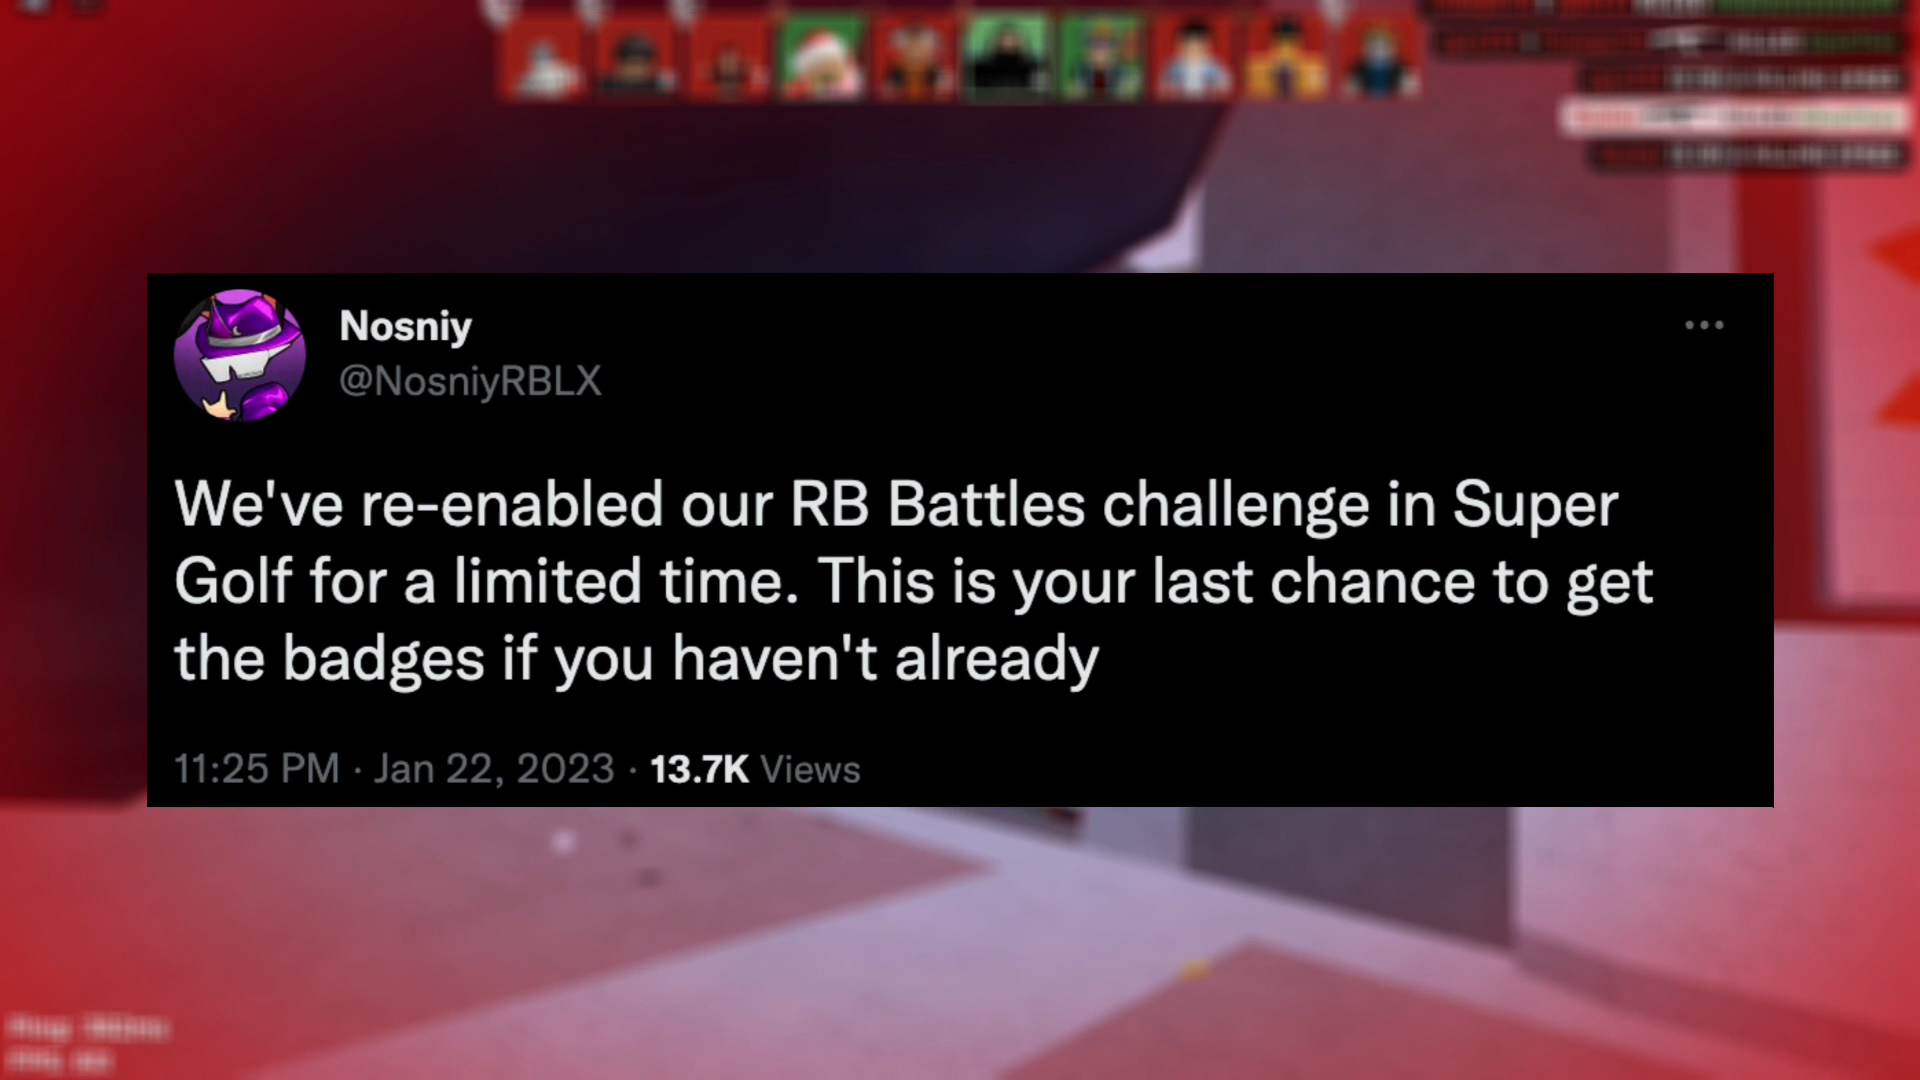 Nosniy
@NosniyRBLX
We've re-enabled our RB Battles challenge in Super
Golf for a limited time. This is your last chance to get
the badges if you haven't already
11:25 PM · Jan 22, 2023 · 13.7K Views